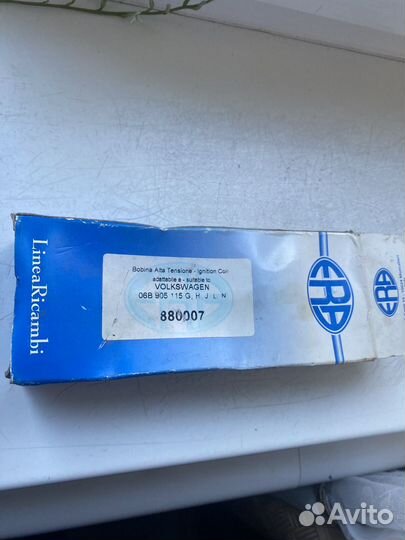 LineaRicambi
Bobina Alta Tensione - Ignition Coil
adattabile a - suitable to
VOLKSWAGEN
06B 905 115 G, H, J, L, N
880007
ERA
ERA
Avito